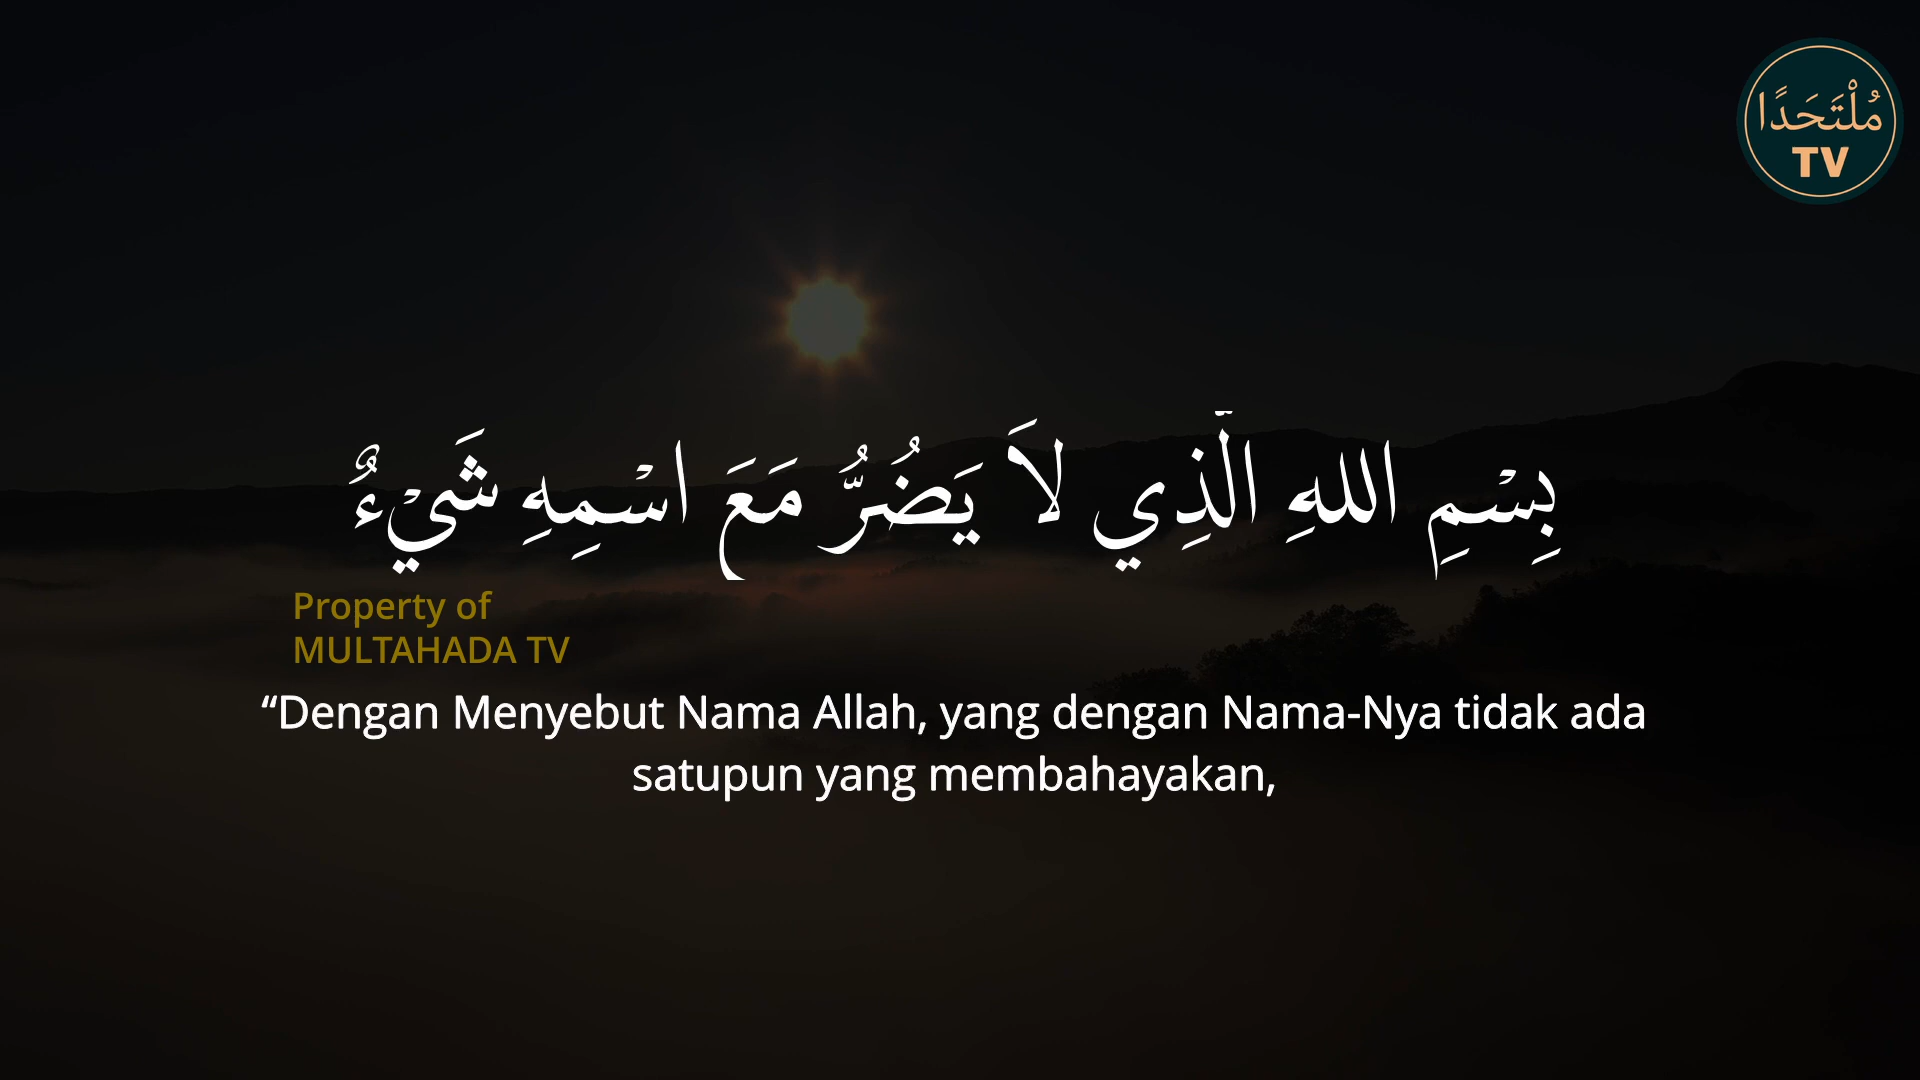 مُلْتَحَدًا
TV
بِسْمِ اللهِ الَّذِي لاَ يَضُرُّ مَعَ اسْمِهِ شَيْءٌ
Property of
MULTAHADA TV
“Dengan Menyebut Nama Allah, yang dengan Nama-Nya tidak ada
satupun yang membahayakan,